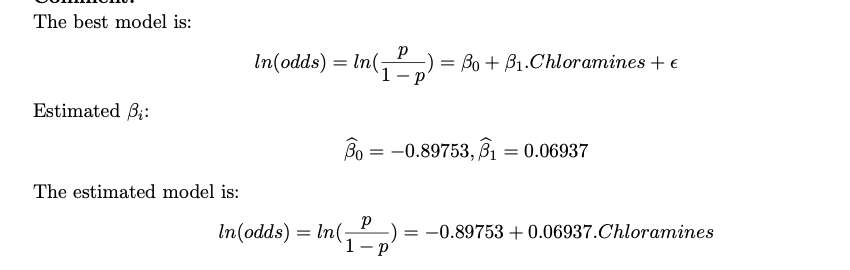 Comment:
The best model is:
ln(odds) = ln(p/(1 − p)) = β₀ + β₁.Chloramines + ϵ
Estimated βᵢ:
β̂₀ = −0.89753, β̂₁ = 0.06937
The estimated model is:
ln(odds) = ln(p/(1 − p)) = −0.89753 + 0.06937.Chloramines